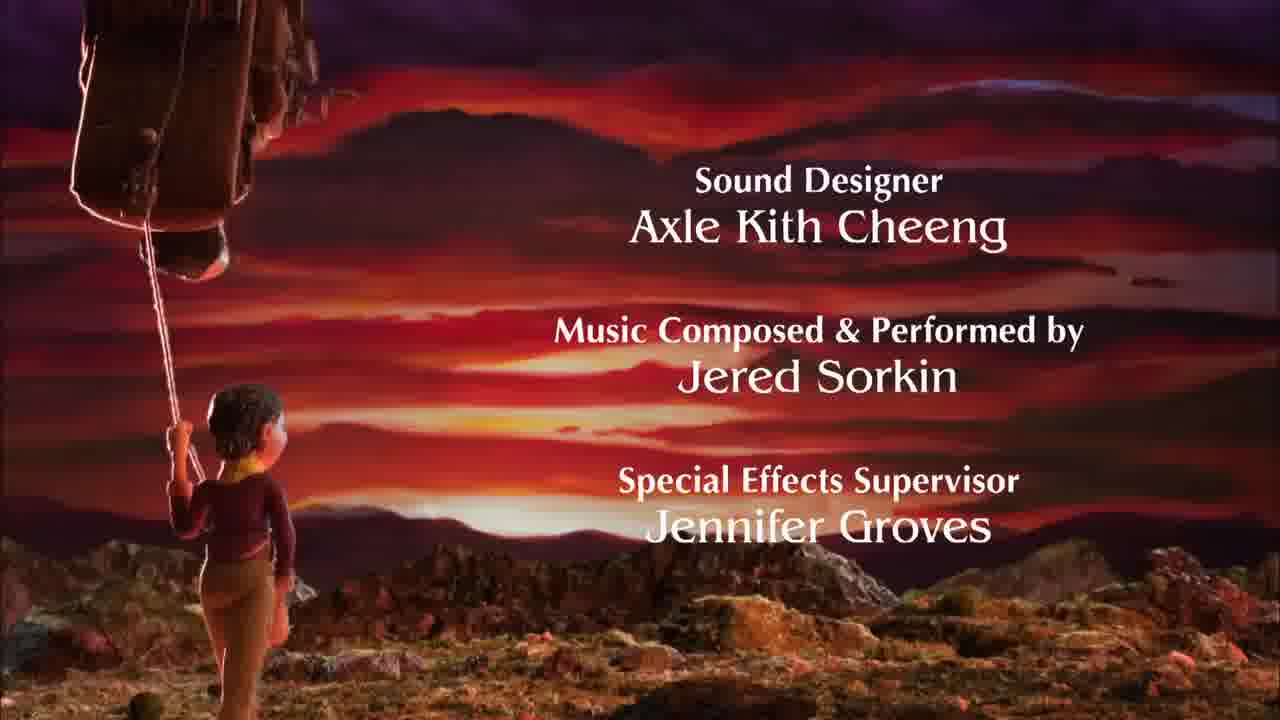 Sound Designer
Axle Kith Cheeng
Music Composed & Performed by
Jered Sorkin
Special Effects Supervisor
Jennifer Groves